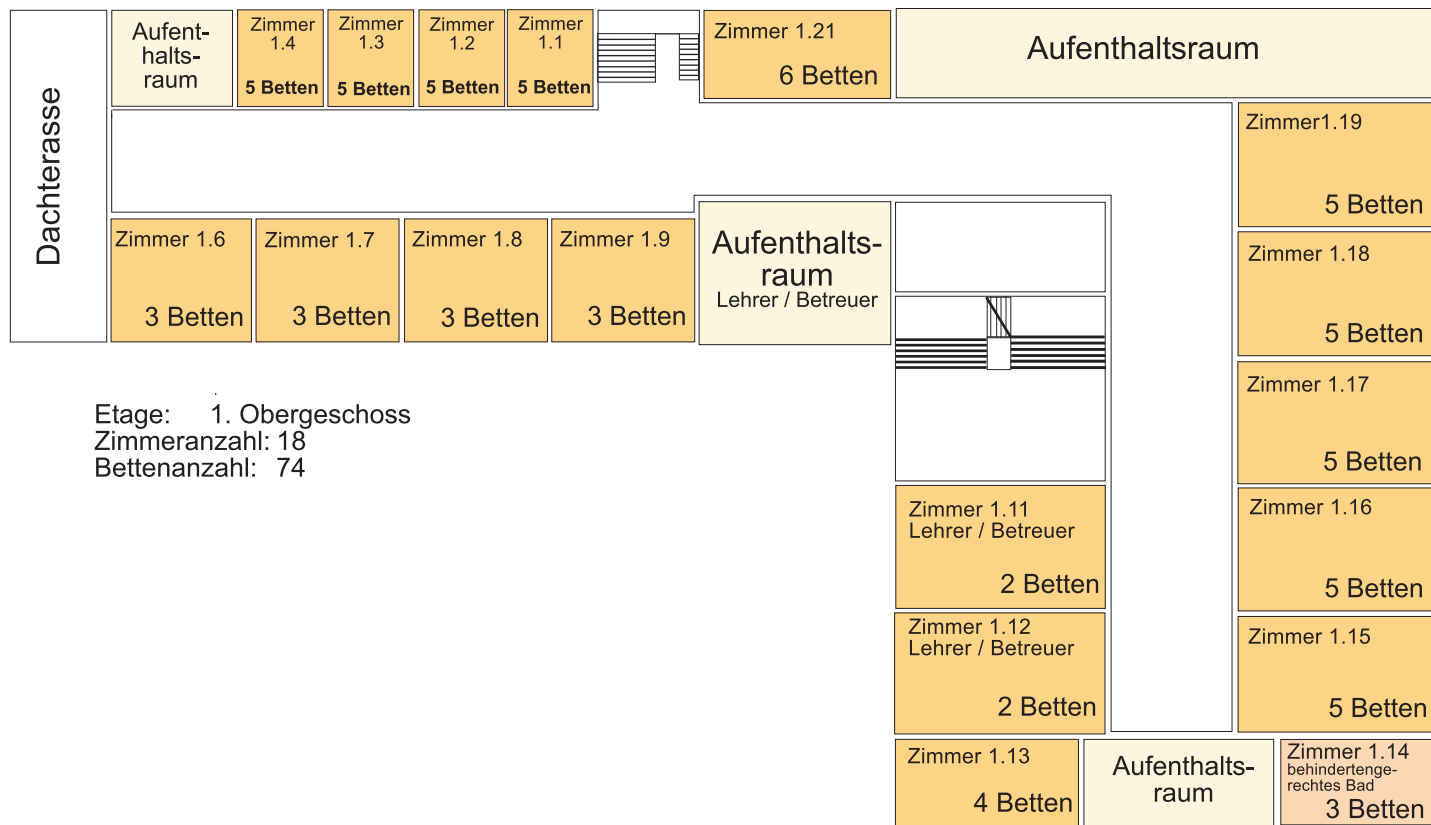 Dachterasse
Aufent-
halts-
raum
Zimmer
1.4
5 Betten
Zimmer
1.3
5 Betten
Zimmer
1.2
5 Betten
Zimmer
1.1
5 Betten
Zimmer 1.21
6 Betten
Aufenthaltsraum
Zimmer1.19
5 Betten
Zimmer 1.6
3 Betten
Zimmer 1.7
3 Betten
Zimmer 1.8
3 Betten
Zimmer 1.9
3 Betten
Aufenthalts-
raum
Lehrer / Betreuer
Zimmer 1.18
5 Betten
Zimmer 1.17
5 Betten
Etage: 1. Obergeschoss
Zimmeranzahl: 18
Bettenanzahl: 74
Zimmer 1.11
Lehrer / Betreuer
2 Betten
Zimmer 1.16
5 Betten
Zimmer 1.12
Lehrer / Betreuer
2 Betten
Zimmer 1.15
5 Betten
Zimmer 1.13
4 Betten
Aufenthalts-
raum
Zimmer 1.14
behindertenge-
rechtes Bad
3 Betten